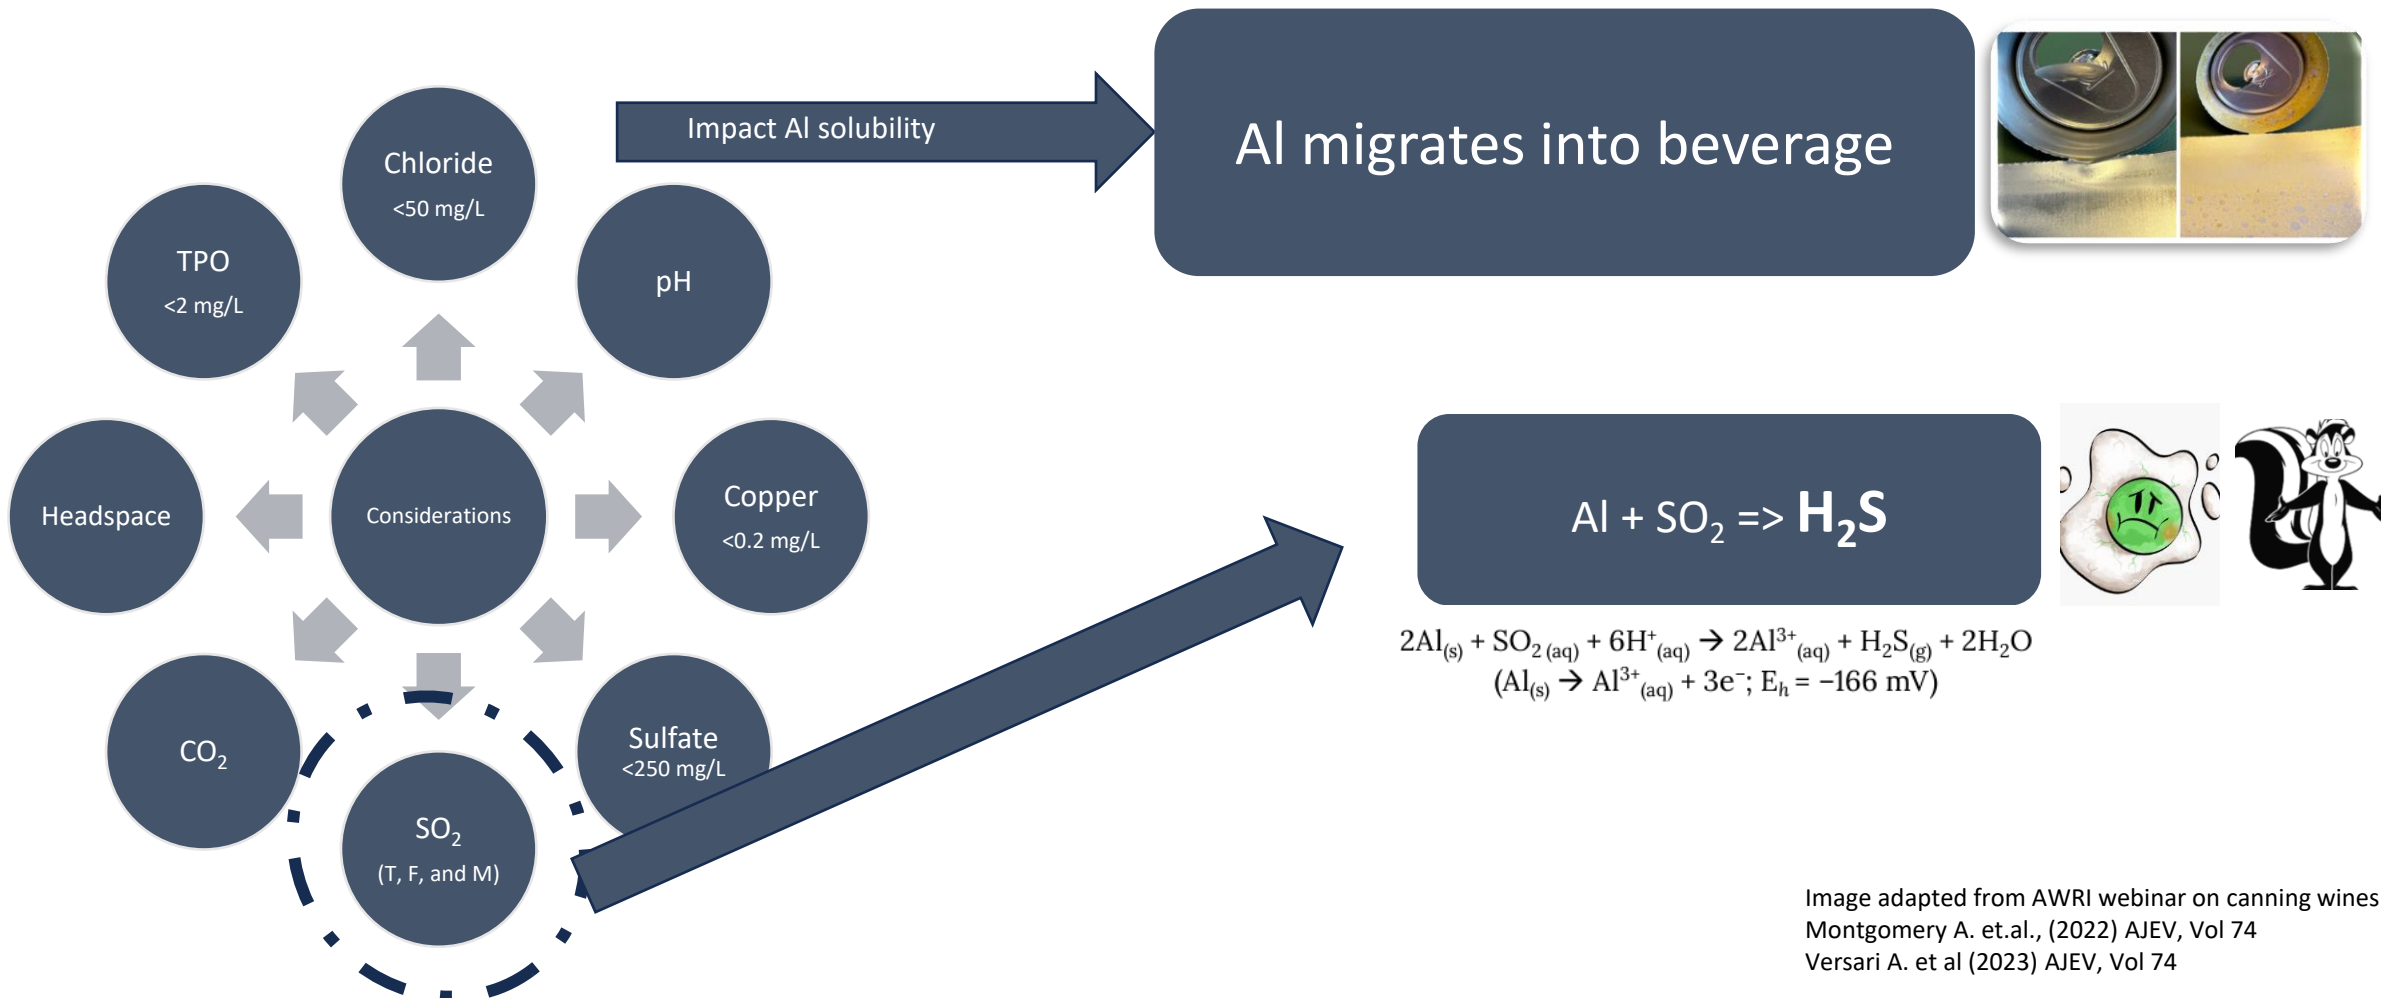 Impact Al solubility
Al migrates into beverage
Chloride
<50 mg/L
TPO
<2 mg/L
pH
Headspace
Considerations
Copper
<0.2 mg/L
CO₂
Sulfate
<250 mg/L
SO₂
(T, F, and M)
Al + SO₂ => H₂S
2Al(s) + SO₂ (aq) + 6H⁺(aq) → 2Al³⁺(aq) + H₂S(g) + 2H₂O
(Al(s) → Al³⁺(aq) + 3e⁻; Eₕ = −166 mV)
Image adapted from AWRI webinar on canning wines
Montgomery A. et.al., (2022) AJEV, Vol 74
Versari A. et al (2023) AJEV, Vol 74